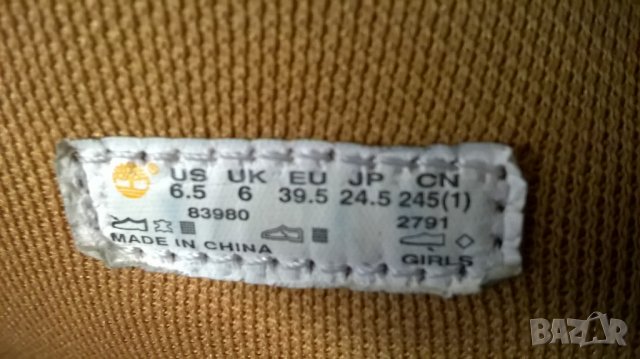 US UK EU JP CN
6.5 6 39.5 24.5 245(1)
83980 2791
MADE IN CHINA GIRLS
BAZAR